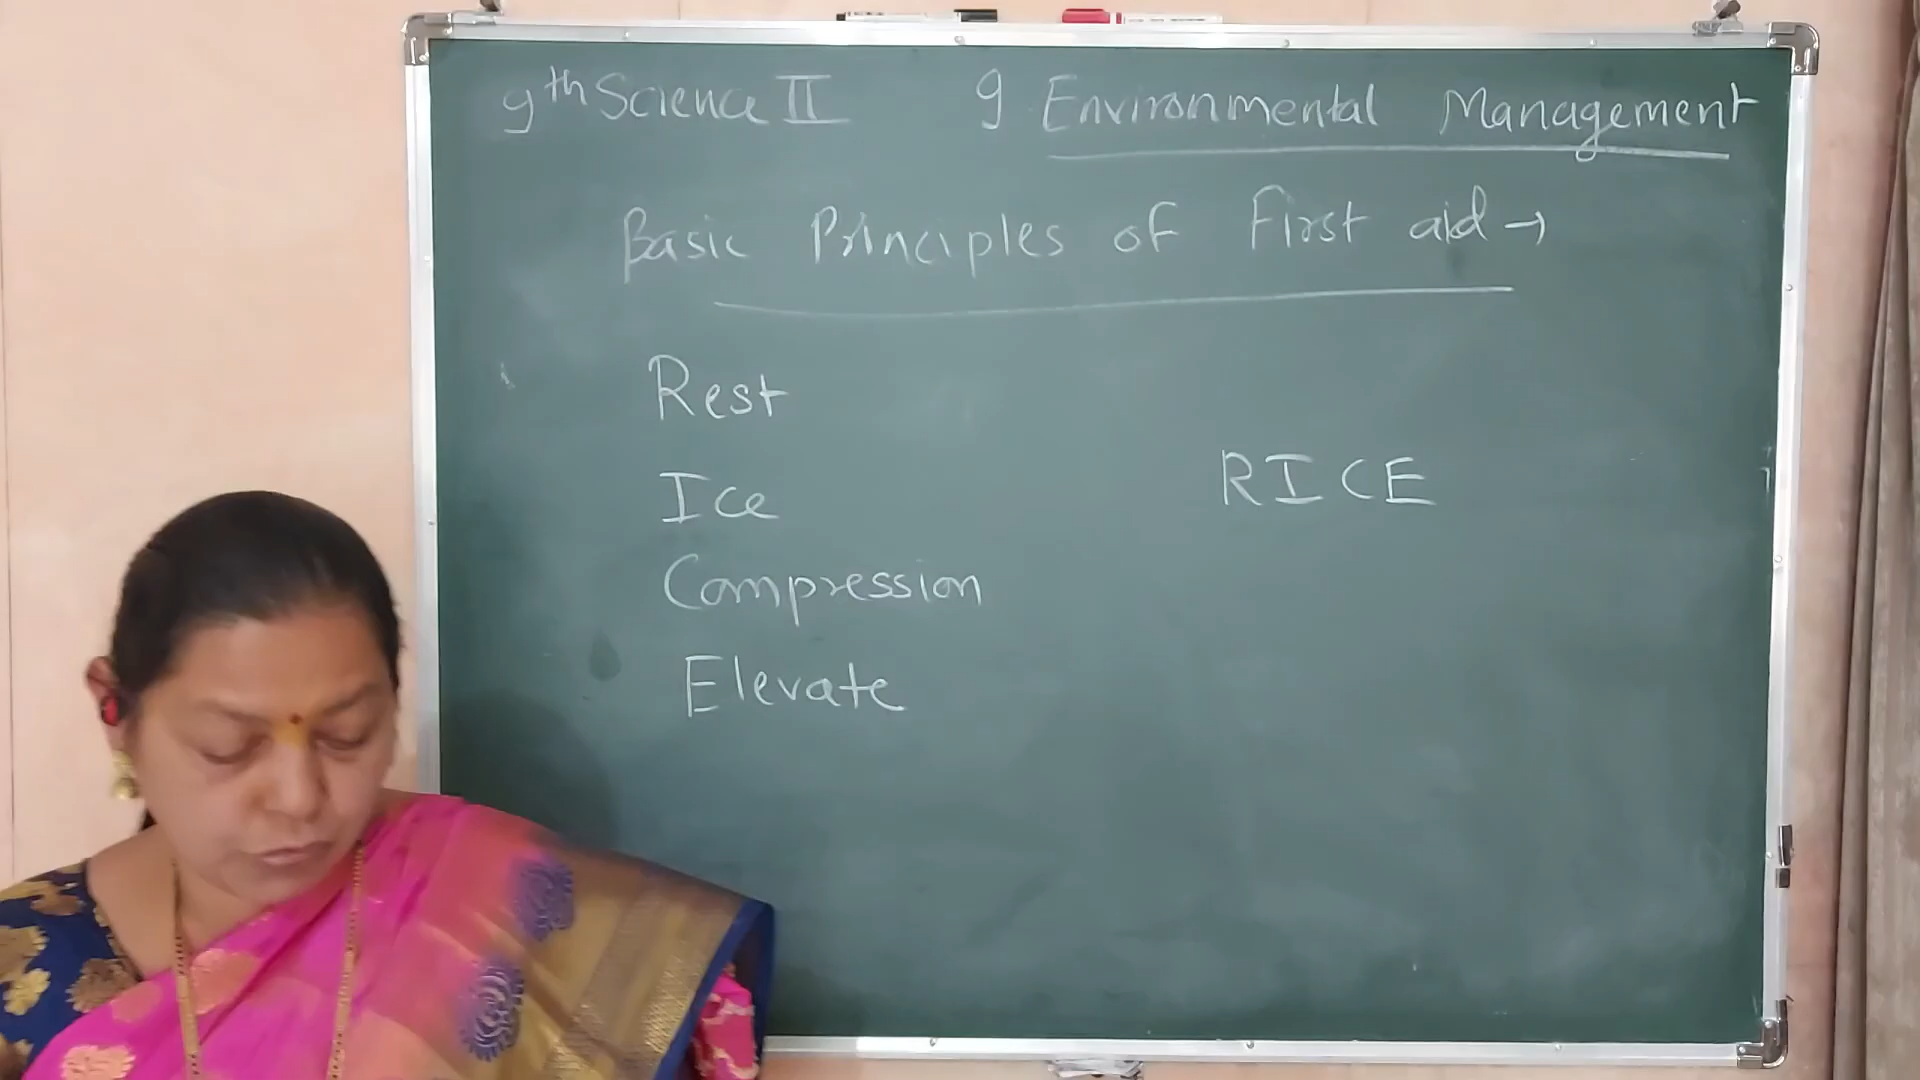 9th Science II 9 Environmental Management
Basic Principles of First aid →
Rest
Ice
RICE
Compression
Elevate